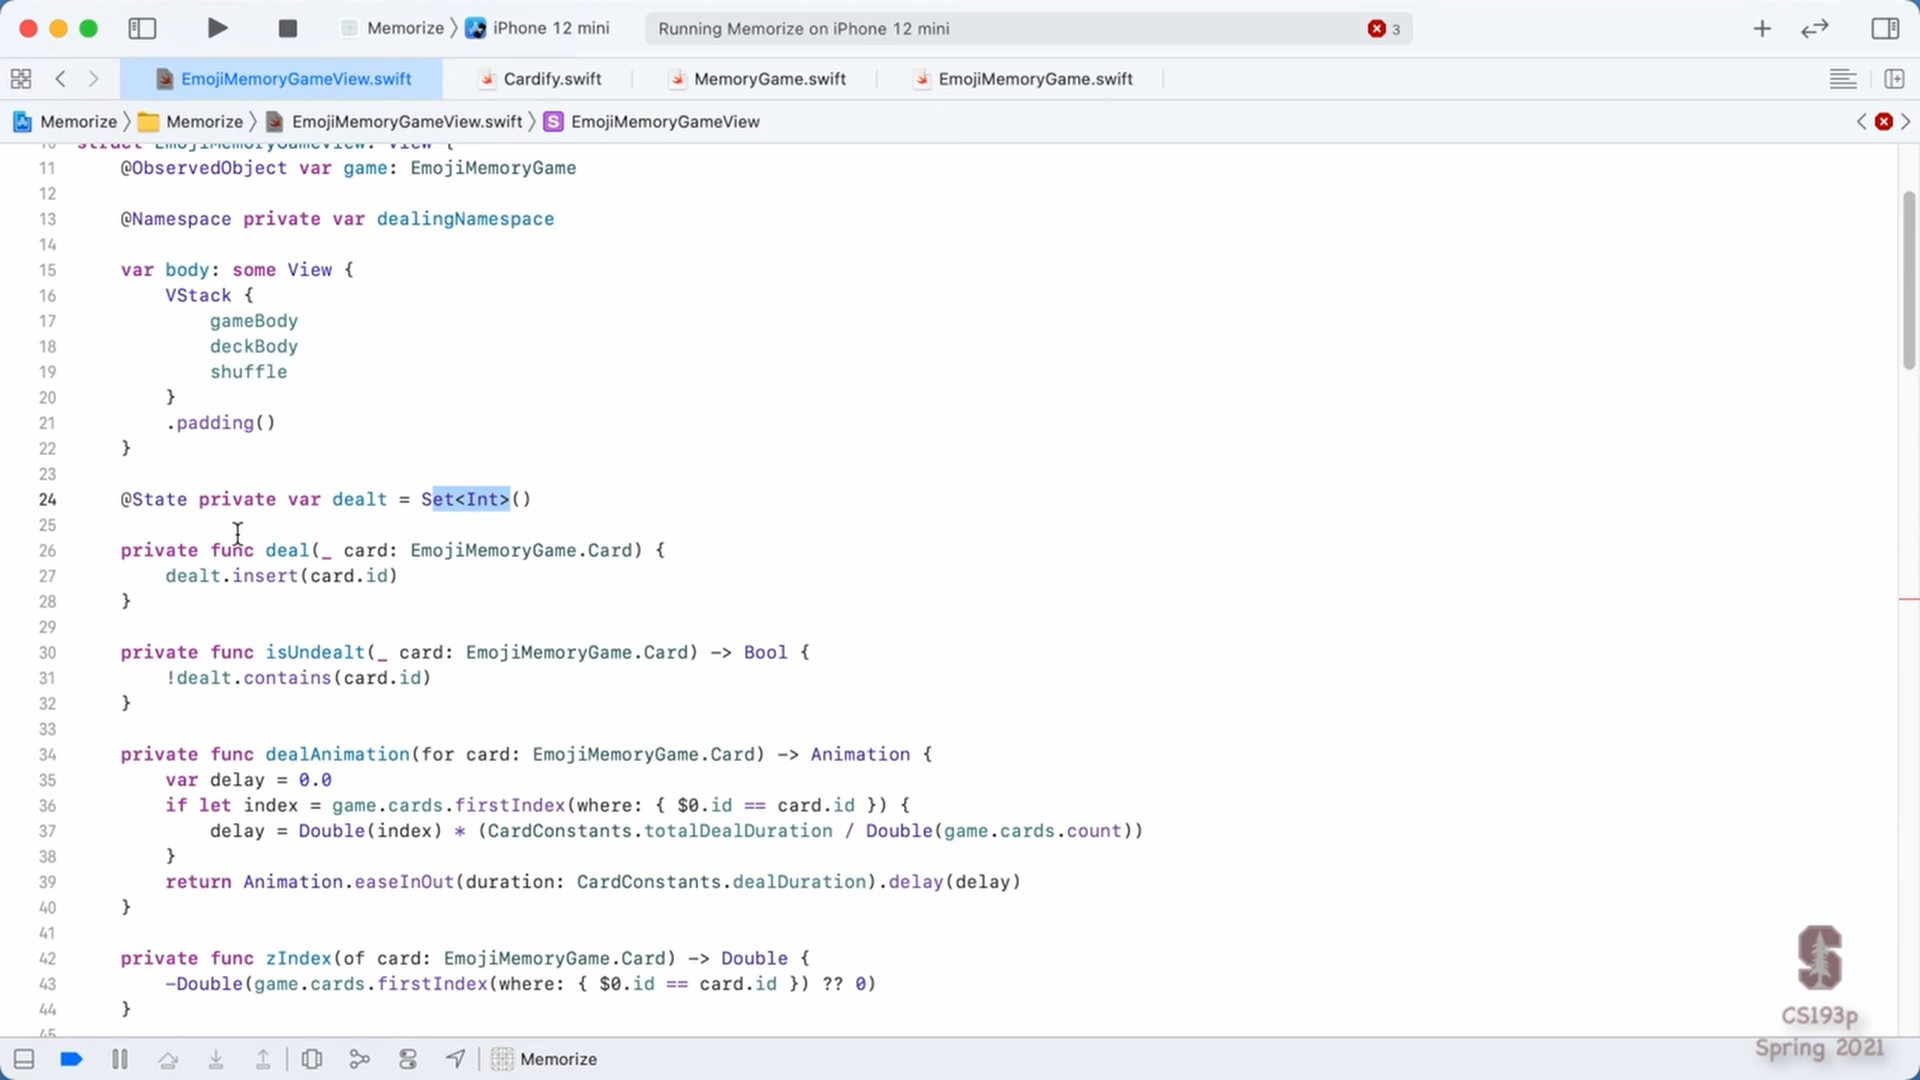 Memorize 〉 iPhone 12 mini
Running Memorize on iPhone 12 mini
3
EmojiMemoryGameView.swift
Cardify.swift
MemoryGame.swift
EmojiMemoryGame.swift
Memorize 〉 Memorize 〉 EmojiMemoryGameView.swift 〉 S EmojiMemoryGameView
10 struct EmojiMemoryGameView: View {
11 @ObservedObject var game: EmojiMemoryGame
12
13 @Namespace private var dealingNamespace
14
15 var body: some View {
16 VStack {
17 gameBody
18 deckBody
19 shuffle
20 }
21 .padding()
22 }
23
24 @State private var dealt = Set<Int>()
25
26 private func deal(_ card: EmojiMemoryGame.Card) {
27 dealt.insert(card.id)
28 }
29
30 private func isUndealt(_ card: EmojiMemoryGame.Card) -> Bool {
31 !dealt.contains(card.id)
32 }
33
34 private func dealAnimation(for card: EmojiMemoryGame.Card) -> Animation {
35 var delay = 0.0
36 if let index = game.cards.firstIndex(where: { $0.id == card.id }) {
37 delay = Double(index) * (CardConstants.totalDealDuration / Double(game.cards.count))
38 }
39 return Animation.easeInOut(duration: CardConstants.dealDuration).delay(delay)
40 }
41
42 private func zIndex(of card: EmojiMemoryGame.Card) -> Double {
43 -Double(game.cards.firstIndex(where: { $0.id == card.id }) ?? 0)
44 }
45
Memorize
S
CS193p
Spring 2021